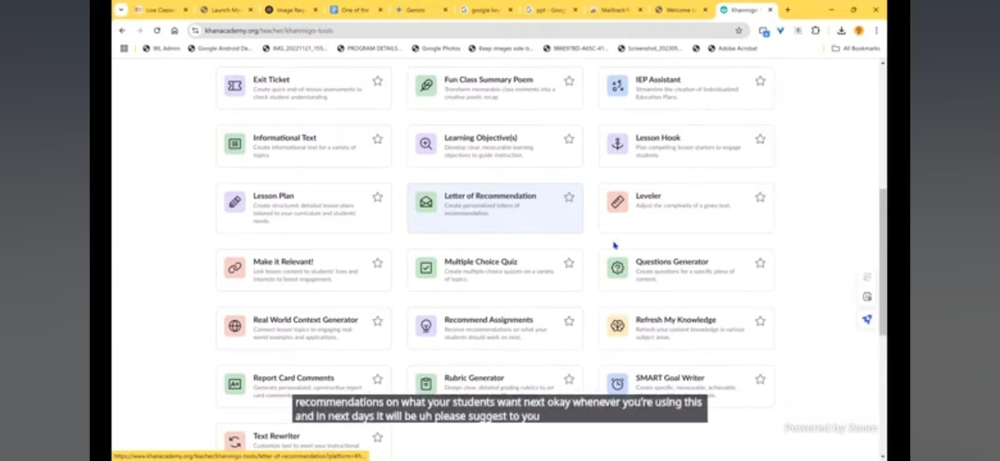 Live Classe
Launch Me
Image Req
One of the
Gemini
google key
ppt - Goog
Mailtrack
Welcome
Khanmigo
khanacademy.org/teacher/khanmigo-tools
WL Admin
Google Android De...
IMG_20221121_155...
PROGRAM DETAILS...
Google Photos
Keep images side-b...
Screenshot_202305...
Adobe Acrobat
All Bookmarks
Exit Ticket
Create quick end-of-lesson assessments to
check student understanding.
Fun Class Summary Poem
Transform memorable class moments into a
creative poetic recap.
IEP Assistant
Streamline the creation of Individualized
Education Plans.
Informational Text
Create informational text for a variety of
topics.
Learning Objective(s)
Develop clear, measurable learning
objectives to guide instruction.
Lesson Hook
Plan compelling lesson starters to engage
students.
Lesson Plan
Create structured, detailed lesson plans
tailored to your curriculum and students'
needs.
Letter of Recommendation
Create personalized letters of
recommendation.
Leveler
Adjust the complexity of a given text.
Make it Relevant!
Link lesson content to students' lives and
interests to boost engagement.
Multiple Choice Quiz
Create multiple-choice quizzes on a variety
of topics.
Questions Generator
Create questions for a specific piece of
content.
Real World Context Generator
Connect lesson topics to engaging real-
world examples and applications.
Recommend Assignments
Receive recommendations on what your
students should work on next.
Refresh My Knowledge
Refresh your content knowledge in various
subject areas.
Report Card Comments
Generate personalized, constructive report
card comments
Rubric Generator
Design clear, detailed grading rubrics to set
SMART Goal Writer
Create specific, measurable, achievable,
recommendations on what your students want next okay whenever you're using this
and in next days it will be uh please suggest to you
Powered by Zoom
Text Rewriter
Customize text to meet your instructional
https://www.khanacademy.org/teacher/khanmigo-tools/letter-of-recommendation?platform=Kh...